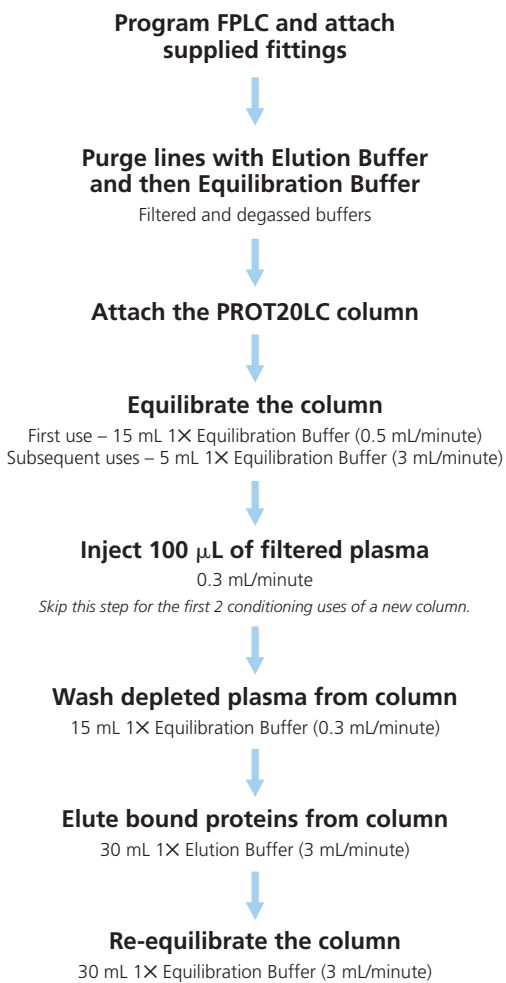 Program FPLC and attach
supplied fittings
Purge lines with Elution Buffer
and then Equilibration Buffer
Filtered and degassed buffers
Attach the PROT20LC column
Equilibrate the column
First use – 15 mL 1× Equilibration Buffer (0.5 mL/minute)
Subsequent uses – 5 mL 1× Equilibration Buffer (3 mL/minute)
Inject 100 μL of filtered plasma
0.3 mL/minute
Skip this step for the first 2 conditioning uses of a new column.
Wash depleted plasma from column
15 mL 1× Equilibration Buffer (0.3 mL/minute)
Elute bound proteins from column
30 mL 1× Elution Buffer (3 mL/minute)
Re-equilibrate the column
30 mL 1× Equilibration Buffer (3 mL/minute)